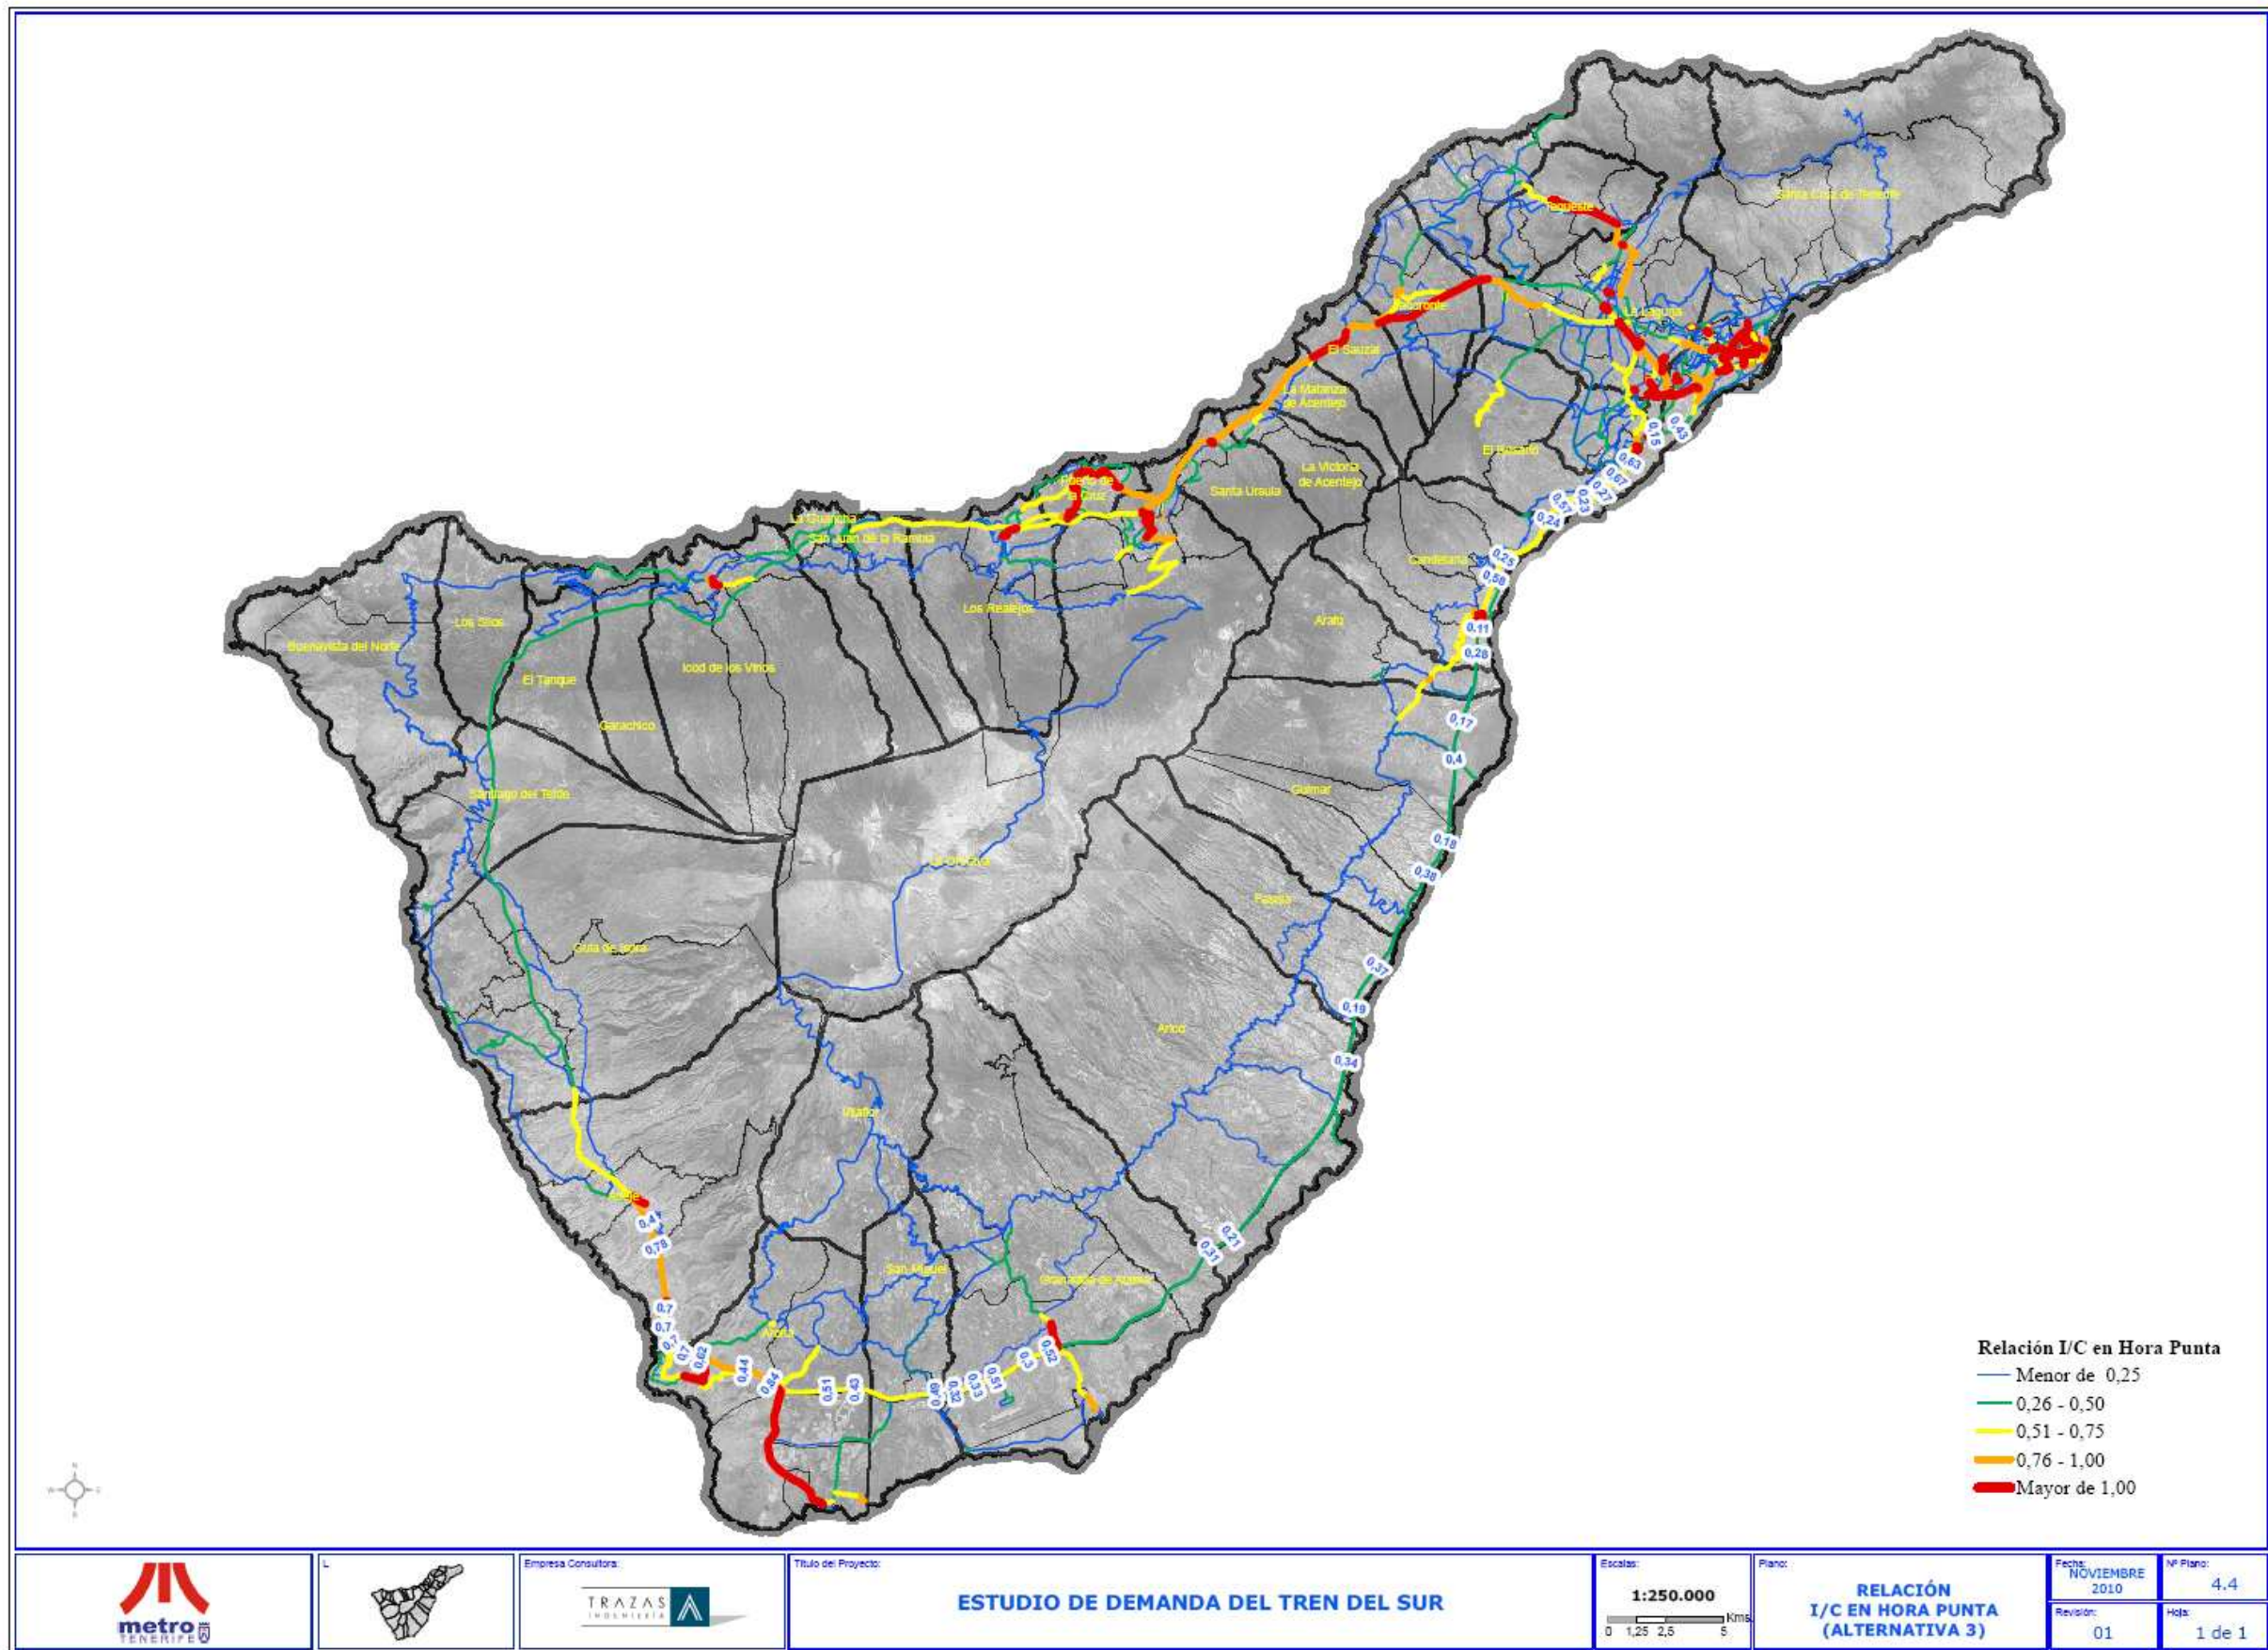 Santa Cruz de Tenerife
Tegueste
Tacoronte
La Laguna
El Sauzal
La Matanza
de Acentejo
El Rosario
La Victoria
de Acentejo
Santa Ursula
Puerto de
la Cruz
La Guancha
San Juan de la Rambla
Candelaria
Los Realejos
Arafo
Los Silos
Buenavista del Norte
El Tanque
Icod de los Vinos
Garachico
Santiago del Teide
Guimar
La Orotava
Fasnia
Guia de Isora
Arico
Vilaflor
Adeje
San Miguel
Granadilla de Abona
Arona
0,15
0,43
0,63
0,67
0,27
0,23
0,57
0,24
0,25
0,58
0,11
0,28
0,17
0,4
0,18
0,38
0,37
0,19
0,34
0,21
0,31
0,52
0,3
0,51
0,33
0,32
0,43
0,51
0,84
0,44
0,62
0,7
0,7
0,7
0,78
0,41
Relación I/C en Hora Punta
Menor de 0,25
0,26 - 0,50
0,51 - 0,75
0,76 - 1,00
Mayor de 1,00
N
W
E
S
metro
TENERIFE
L
Empresa Consultora:
TRAZAS
INGENIERÍA
Título del Proyecto:
ESTUDIO DE DEMANDA DEL TREN DEL SUR
Escalas:
1:250.000
Kms
0 1,25 2,5 5
Plano:
RELACIÓN
I/C EN HORA PUNTA
(ALTERNATIVA 3)
Fecha:
NOVIEMBRE
2010
Nº Plano:
4.4
Revisión:
01
Hoja:
1 de 1